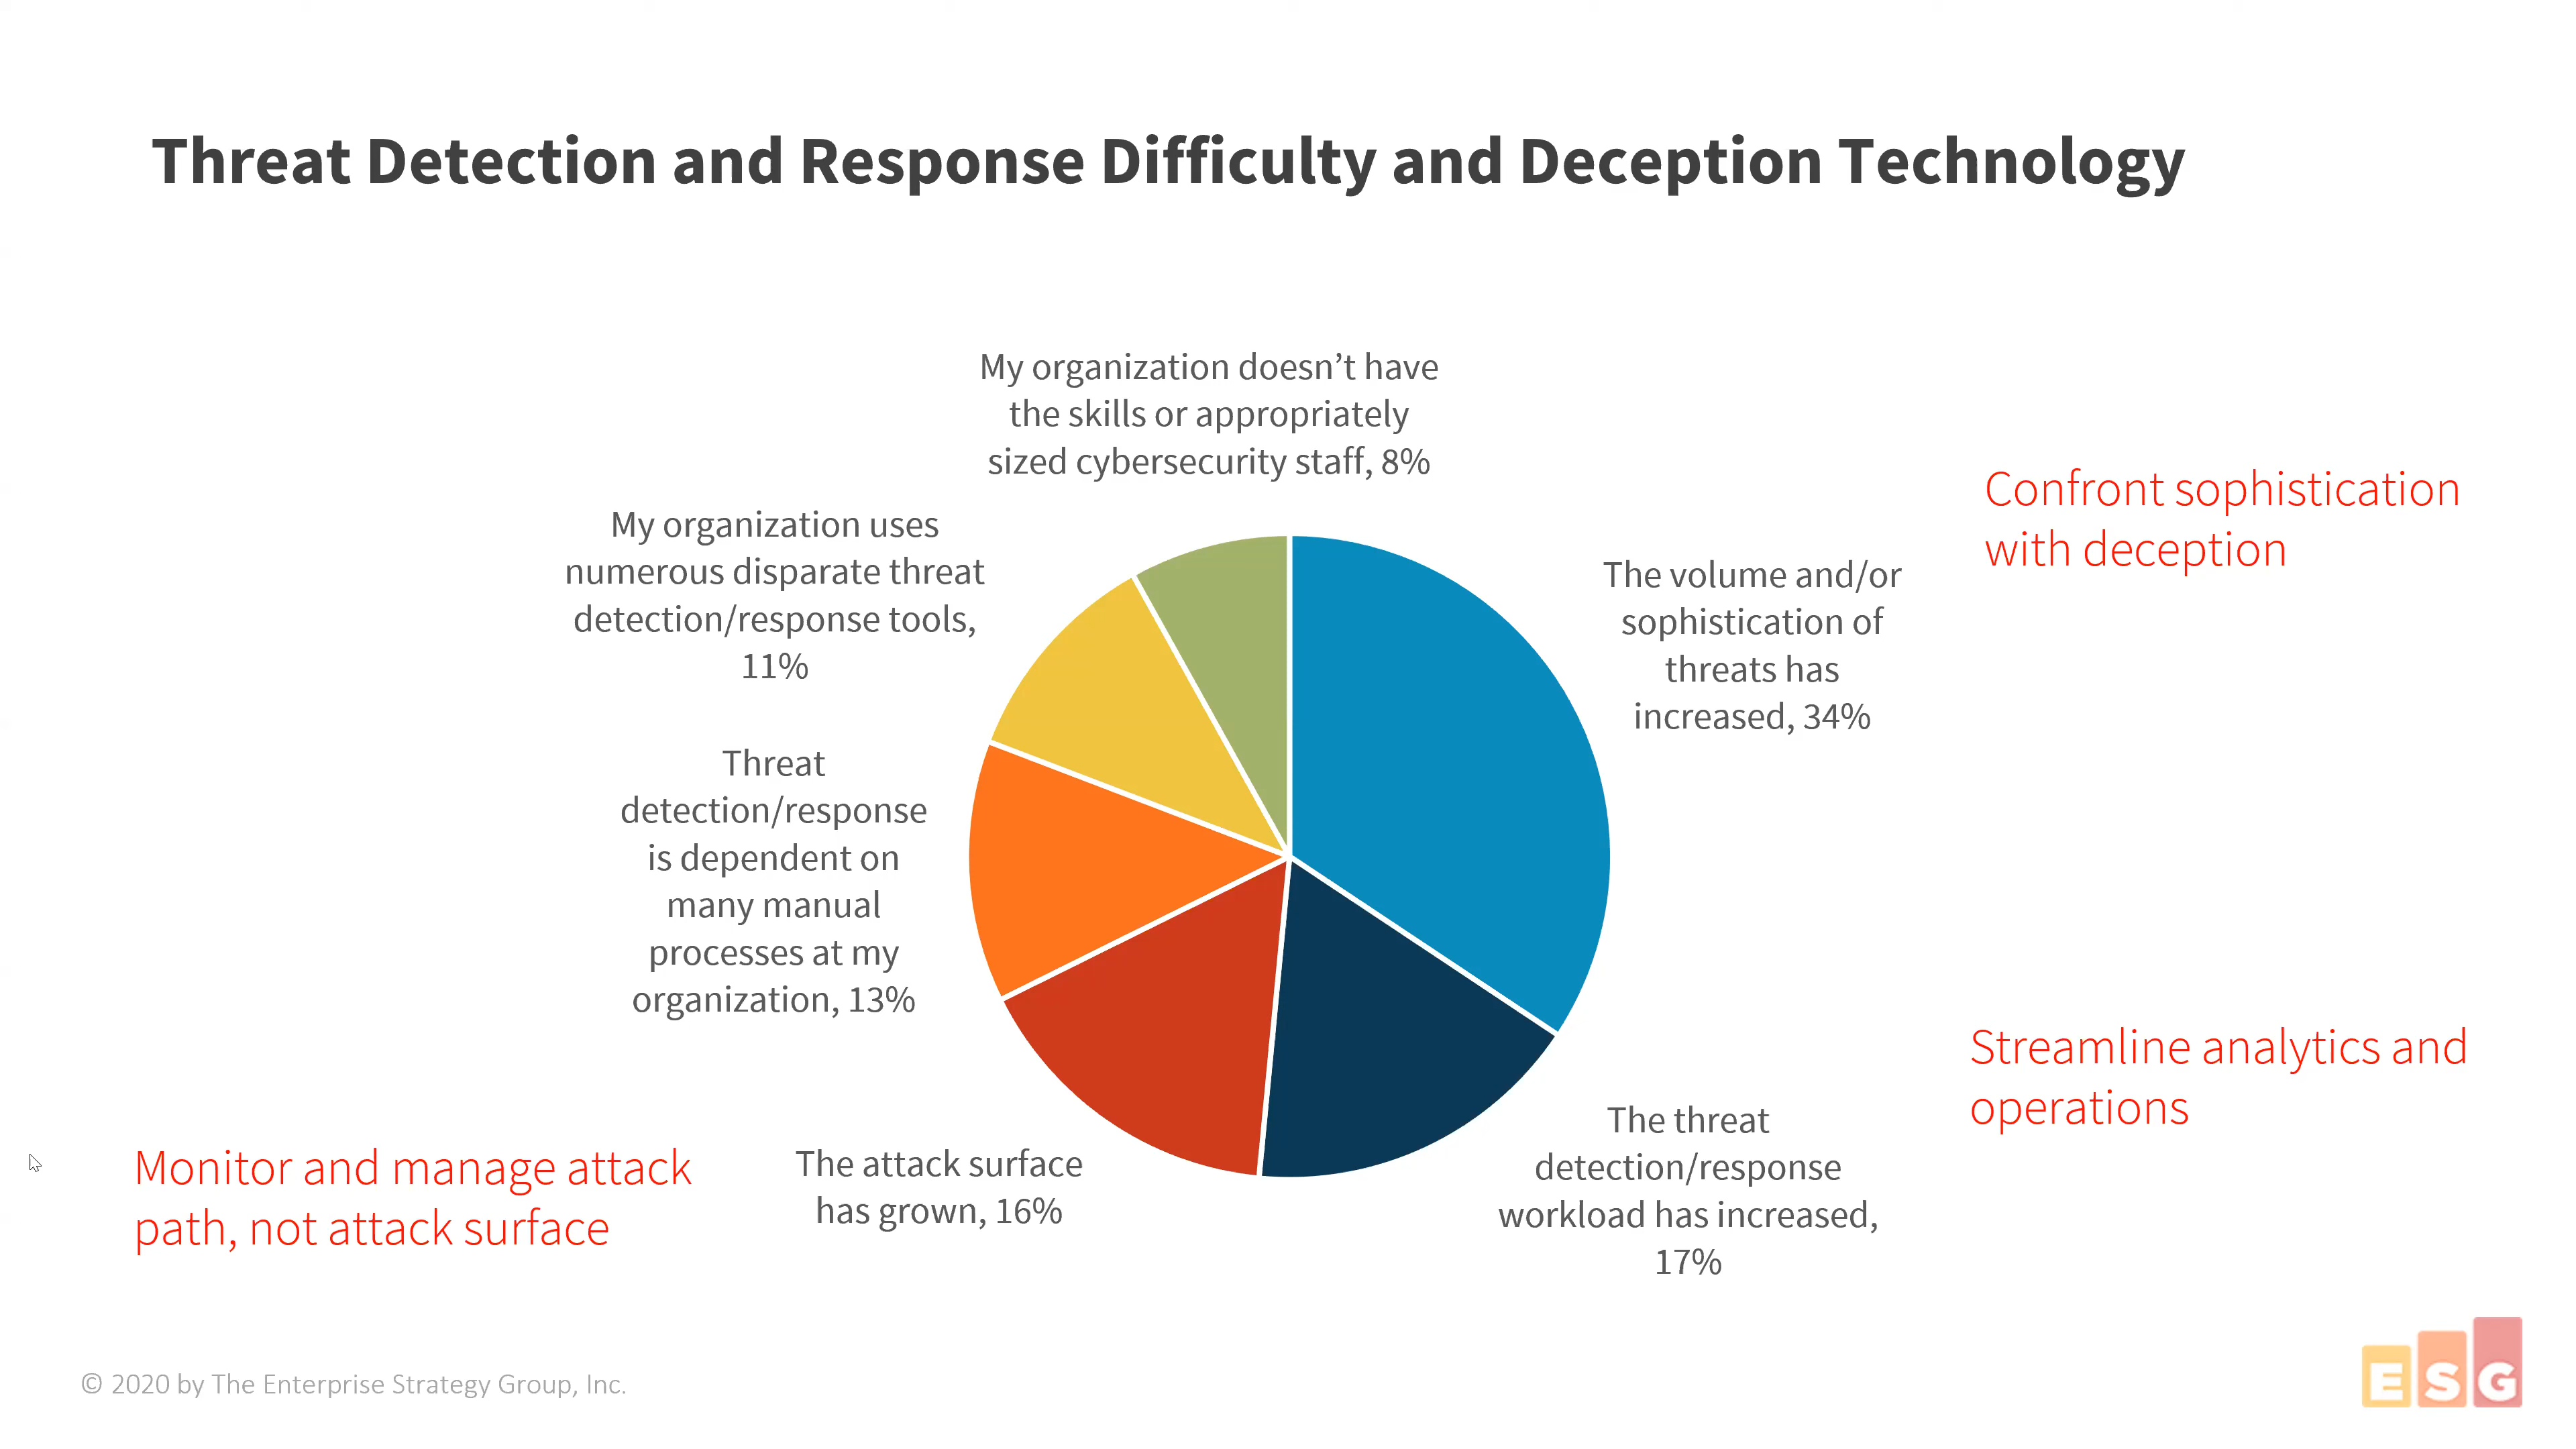 Threat Detection and Response Difficulty and Deception Technology
My organization doesn’t have
the skills or appropriately
sized cybersecurity staff, 8%
My organization uses
numerous disparate threat
detection/response tools,
11%
Threat
detection/response
is dependent on
many manual
processes at my
organization, 13%
The attack surface
has grown, 16%
Monitor and manage attack
path, not attack surface
The volume and/or
sophistication of
threats has
increased, 34%
Confront sophistication
with deception
The threat
detection/response
workload has increased,
17%
Streamline analytics and
operations
© 2020 by The Enterprise Strategy Group, Inc.
ESG